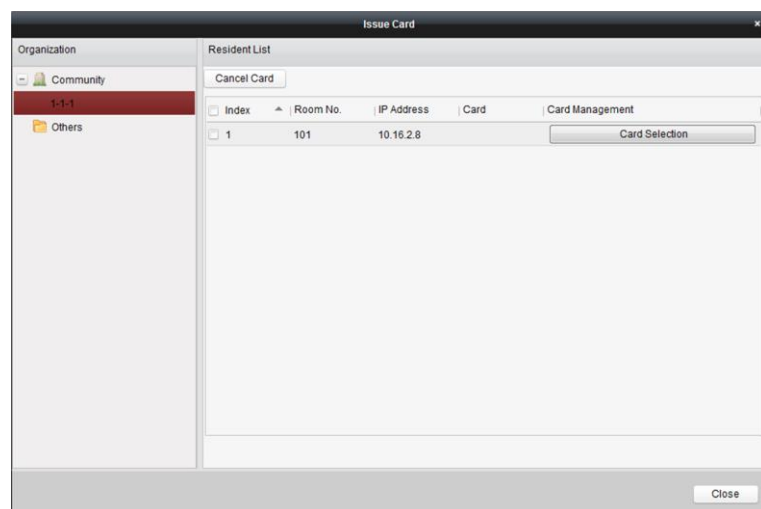 Issue Card
×
Organization
Resident List
Community
Cancel Card
1-1-1
Index Room No. IP Address Card Card Management
Others
1 101 10.16.2.8 Card Selection
Close